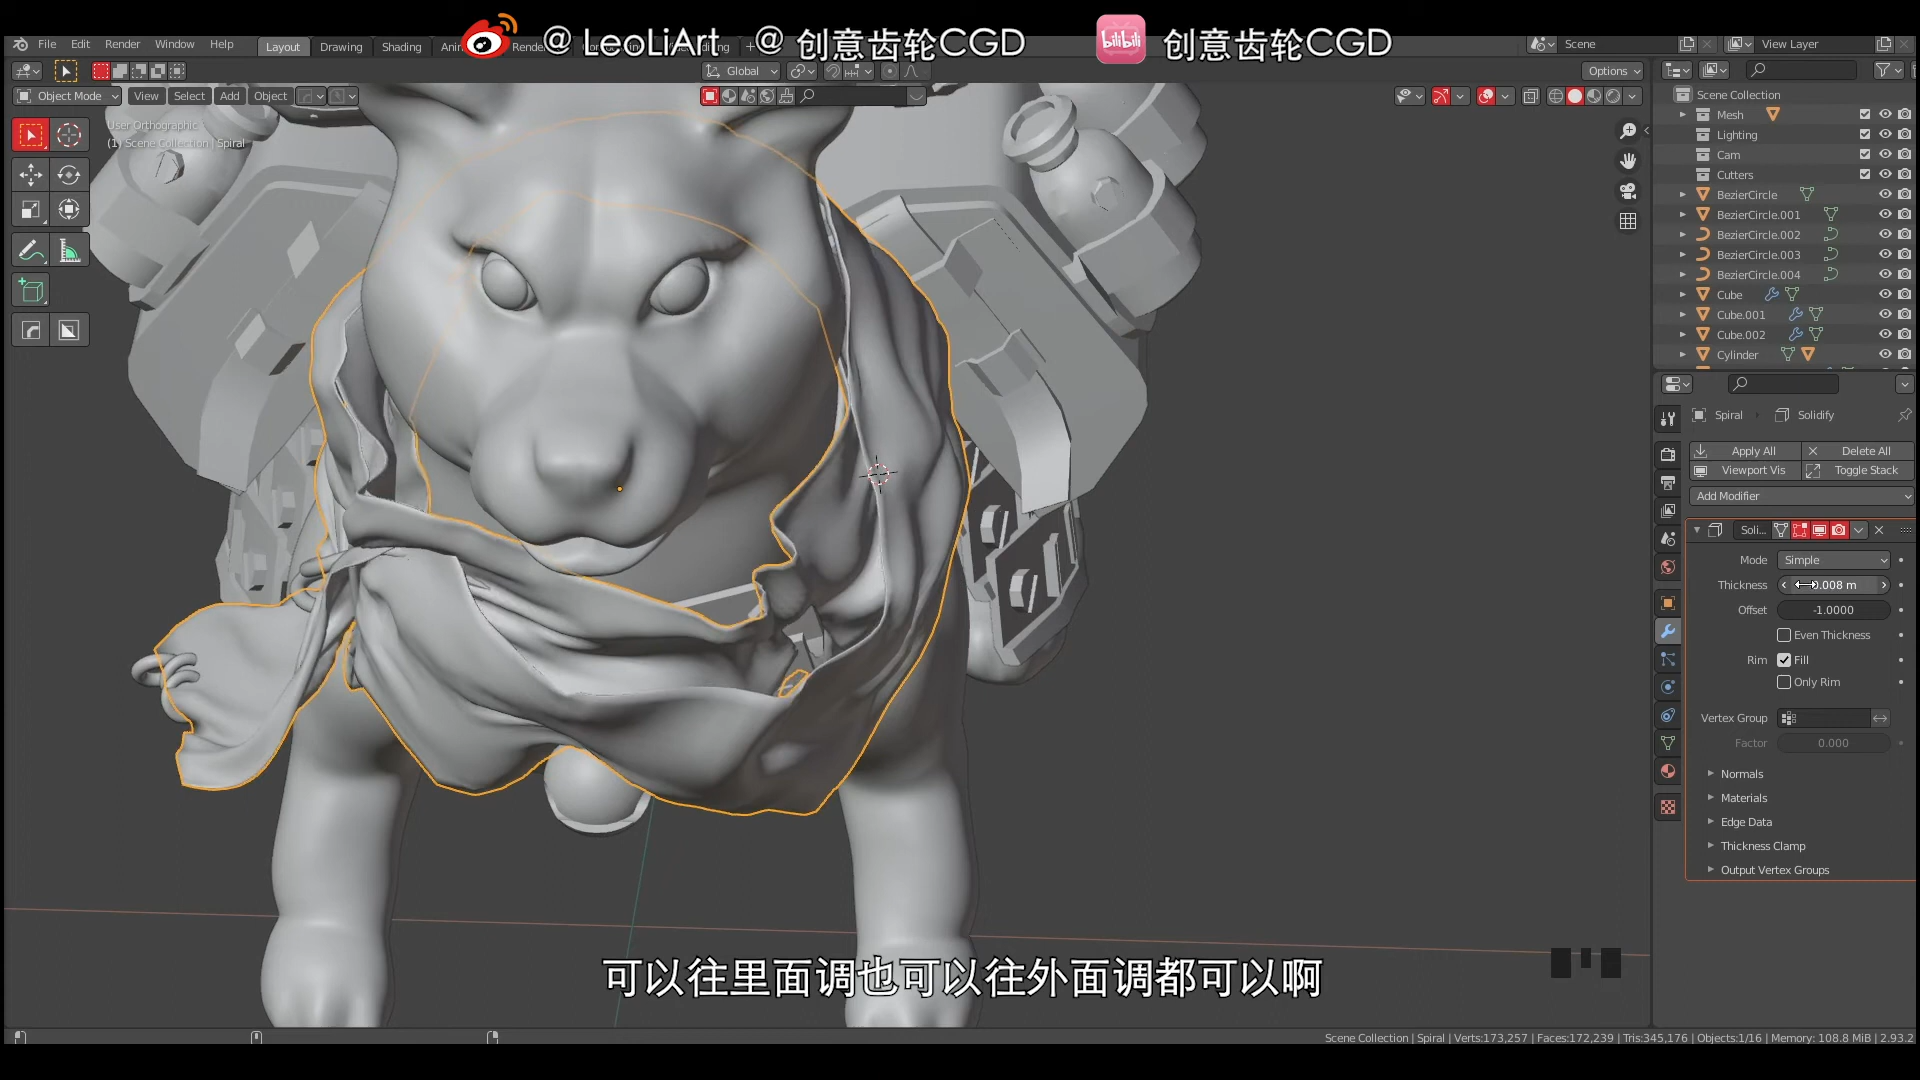 @ LeoLiArt @ 创意齿轮CGD
bilibili 创意齿轮CGD
File Edit Render Window Help
Layout Drawing Shading
Scene
View Layer
Global
Options
Object Mode View Select Add Object
User Orthographic
(1) Scene Collection | Spiral
Scene Collection
Mesh
Lighting
Cam
Cutters
BezierCircle
BezierCircle.001
BezierCircle.002
BezierCircle.003
BezierCircle.004
Cube
Cube.001
Cube.002
Cylinder
Spiral Solidify
Apply All Delete All
Viewport Vis Toggle Stack
Add Modifier
Soli...
Mode Simple
Thickness 0.008 m
Offset -1.0000
Even Thickness
Rim Fill
Only Rim
Vertex Group
Factor 0.000
Normals
Materials
Edge Data
Thickness Clamp
Output Vertex Groups
可以往里面调也可以往外面调都可以啊
Scene Collection | Spiral | Verts:173,257 | Faces:172,239 | Tris:345,176 | Objects:1/16 | Memory: 108.8 MiB | 2.93.2